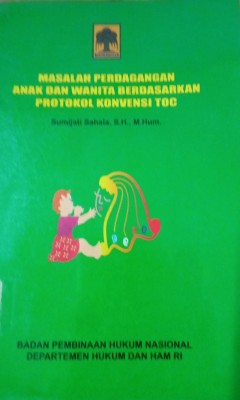 MASALAH PERDAGANGAN
ANAK DAN WANITA BERDASARKAN
PROTOKOL KONVENSI TOC
Sunujati Sahala, S.H., M.Hum.
BADAN PEMBINAAN HUKUM NASIONAL
DEPARTEMEN HUKUM DAN HAM RI